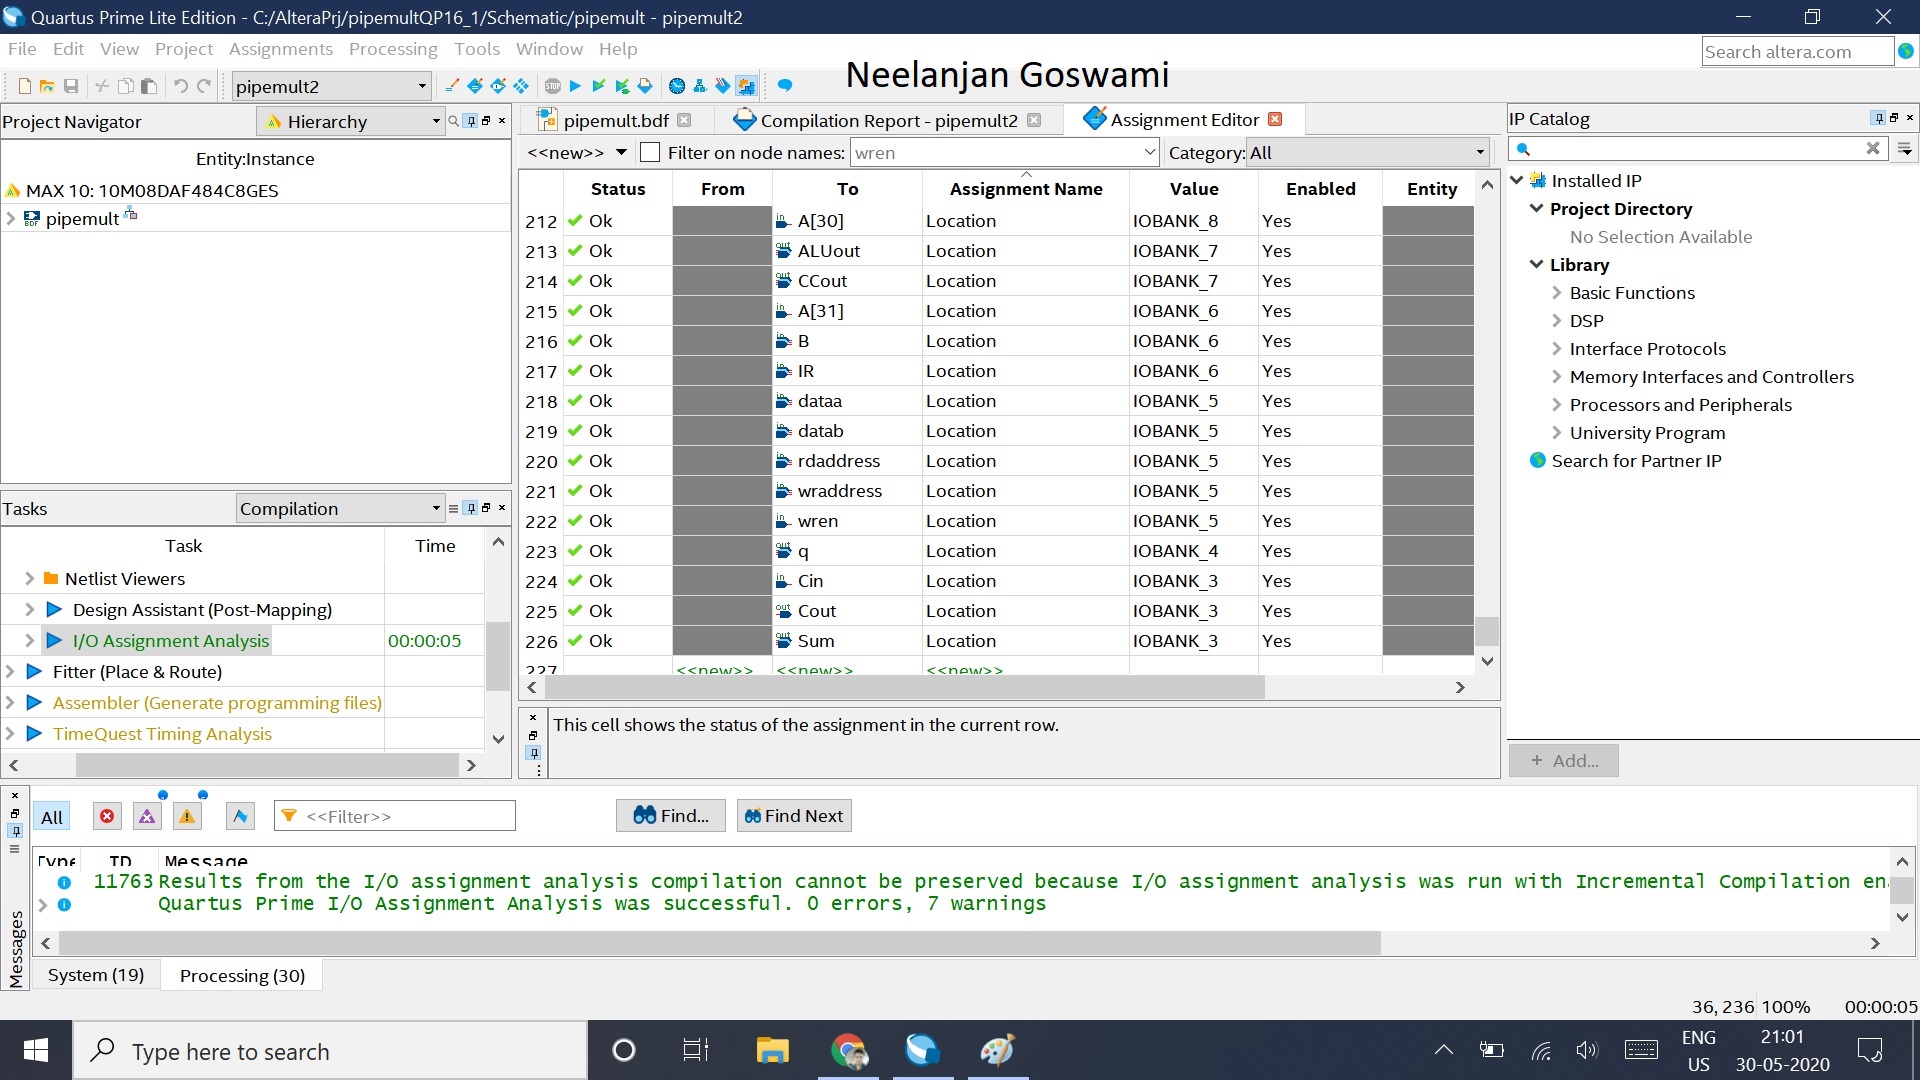 Quartus Prime Lite Edition - C:/AlteraPrj/pipemultQP16_1/Schematic/pipemult - pipemult2
File Edit View Project Assignments Processing Tools Window Help
Search altera.com
pipemult2
Neelanjan Goswami
Project Navigator Hierarchy
Entity:Instance
MAX 10: 10M08DAF484C8GES
pipemult
Tasks Compilation
Task Time
Netlist Viewers
Design Assistant (Post-Mapping)
I/O Assignment Analysis 00:00:05
Fitter (Place & Route)
Assembler (Generate programming files)
TimeQuest Timing Analysis
pipemult.bdf Compilation Report - pipemult2 Assignment Editor
<<new>> Filter on node names: wren Category: All
Status From To Assignment Name Value Enabled Entity
212 Ok A[30] Location IOBANK_8 Yes
213 Ok ALUout Location IOBANK_7 Yes
214 Ok CCout Location IOBANK_7 Yes
215 Ok A[31] Location IOBANK_6 Yes
216 Ok B Location IOBANK_6 Yes
217 Ok IR Location IOBANK_6 Yes
218 Ok dataa Location IOBANK_5 Yes
219 Ok datab Location IOBANK_5 Yes
220 Ok rdaddress Location IOBANK_5 Yes
221 Ok wraddress Location IOBANK_5 Yes
222 Ok wren Location IOBANK_5 Yes
223 Ok q Location IOBANK_4 Yes
224 Ok Cin Location IOBANK_3 Yes
225 Ok Cout Location IOBANK_3 Yes
226 Ok Sum Location IOBANK_3 Yes
227 <<new>> <<new>> <<new>>
This cell shows the status of the assignment in the current row.
IP Catalog
Installed IP
Project Directory
No Selection Available
Library
Basic Functions
DSP
Interface Protocols
Memory Interfaces and Controllers
Processors and Peripherals
University Program
Search for Partner IP
+ Add...
All <<Filter>> Find... Find Next
Type ID Message
11763 Results from the I/O assignment analysis compilation cannot be preserved because I/O assignment analysis was run with Incremental Compilation en
Quartus Prime I/O Assignment Analysis was successful. 0 errors, 7 warnings
Messages
System (19) Processing (30)
36, 236 100% 00:00:05
Type here to search
ENG
US
21:01
30-05-2020